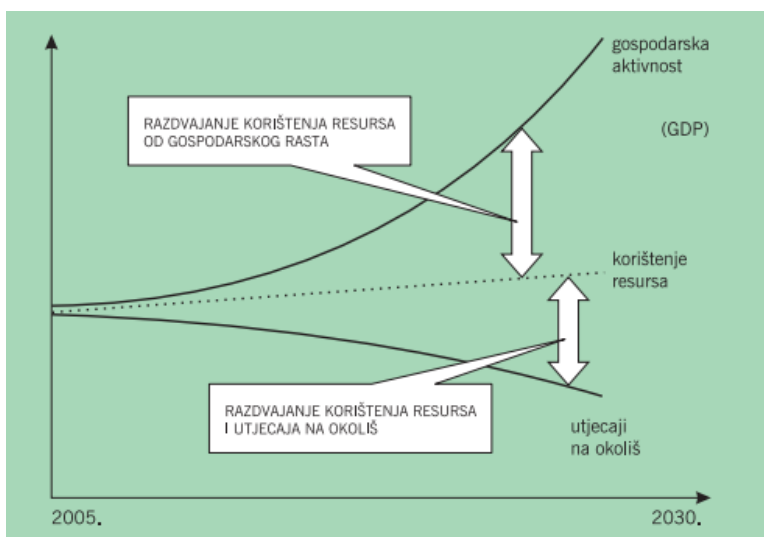 gospodarska
aktivnost
RAZDVAJANJE KORIŠTENJA RESURSA
OD GOSPODARSKOG RASTA
(GDP)
korištenje
resursa
RAZDVAJANJE KORIŠTENJA RESURSA
I UTJECAJA NA OKOLIŠ
utjecaji
na okoliš
2005.
2030.